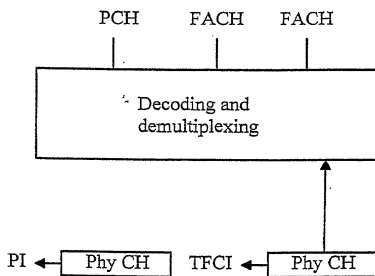 PCH FACH FACH
Decoding and
demultiplexing
PI Phy CH TFCI Phy CH